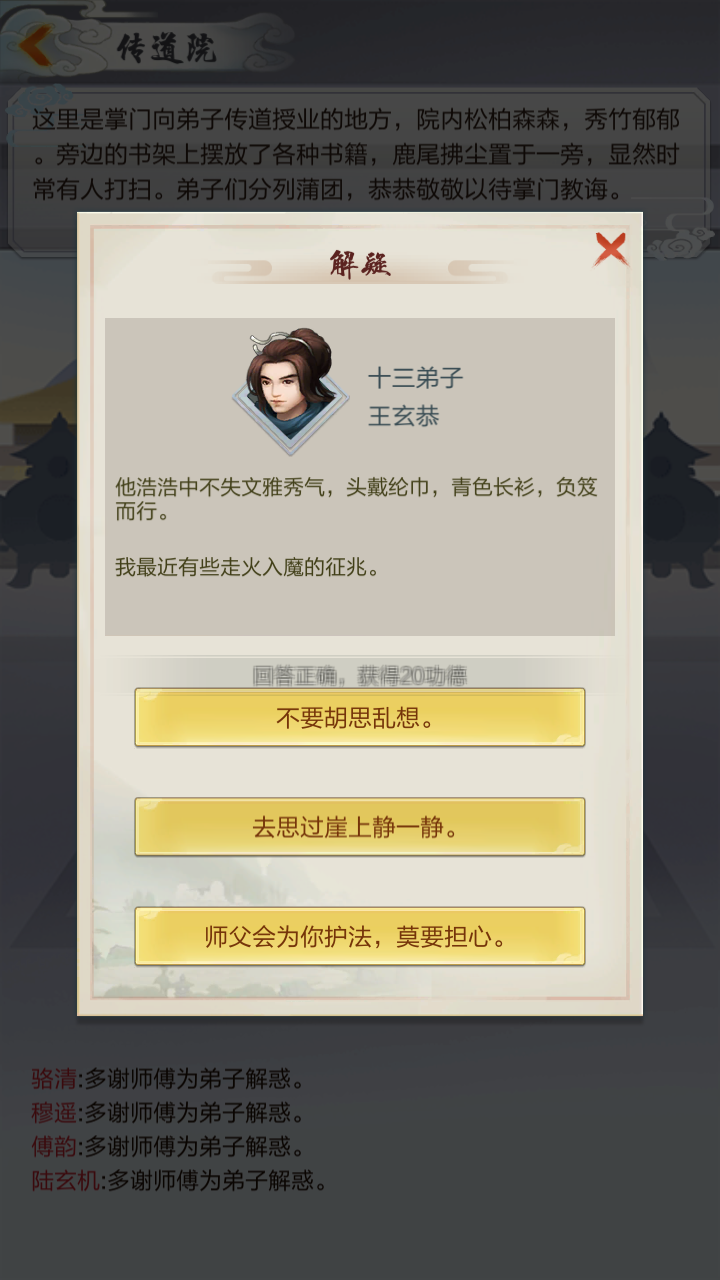 传道院
这里是掌门向弟子传道授业的地方，院内松柏森森，秀竹郁郁
。旁边的书架上摆放了各种书籍，鹿尾拂尘置于一旁，显然时
常有人打扫。弟子们分列蒲团，恭恭敬敬以待掌门教诲。
解疑
十三弟子
王玄恭
他浩浩中不失文雅秀气，头戴纶巾，青色长衫，负笈
而行。
我最近有些走火入魔的征兆。
回答正确，获得20功德
不要胡思乱想。
去思过崖上静一静。
师父会为你护法，莫要担心。
骆清:多谢师傅为弟子解惑。
穆遥:多谢师傅为弟子解惑。
傅韵:多谢师傅为弟子解惑。
陆玄机:多谢师傅为弟子解惑。